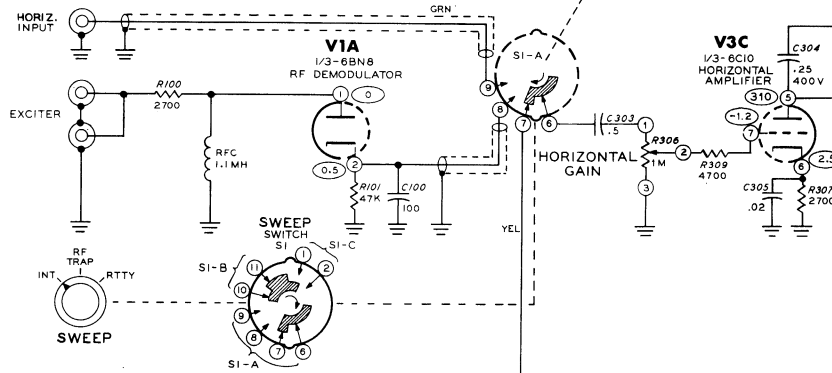 HORIZ.
INPUT
GRN
S1-A
V1A
1/3-6BN8
RF DEMODULATOR
V3C
1/3-6C10
HORIZONTAL
AMPLIFIER
C304
.25
400V
EXCITER
R100
2700
1
0
9
8
7
6
C303
.5
1
310
5
-1.2
7
RFC
1.1MH
0.5
2
HORIZONTAL
GAIN
R306
1M
2
R309
4700
2.5
6
R101
47K
C100
100
3
C305
.02
R307
2700
YEL
SWEEP
SWITCH
S1
S1-C
1
2
S1-B
11
10
RF
TRAP
INT
RTTY
SWEEP
9
8
7
6
S1-A